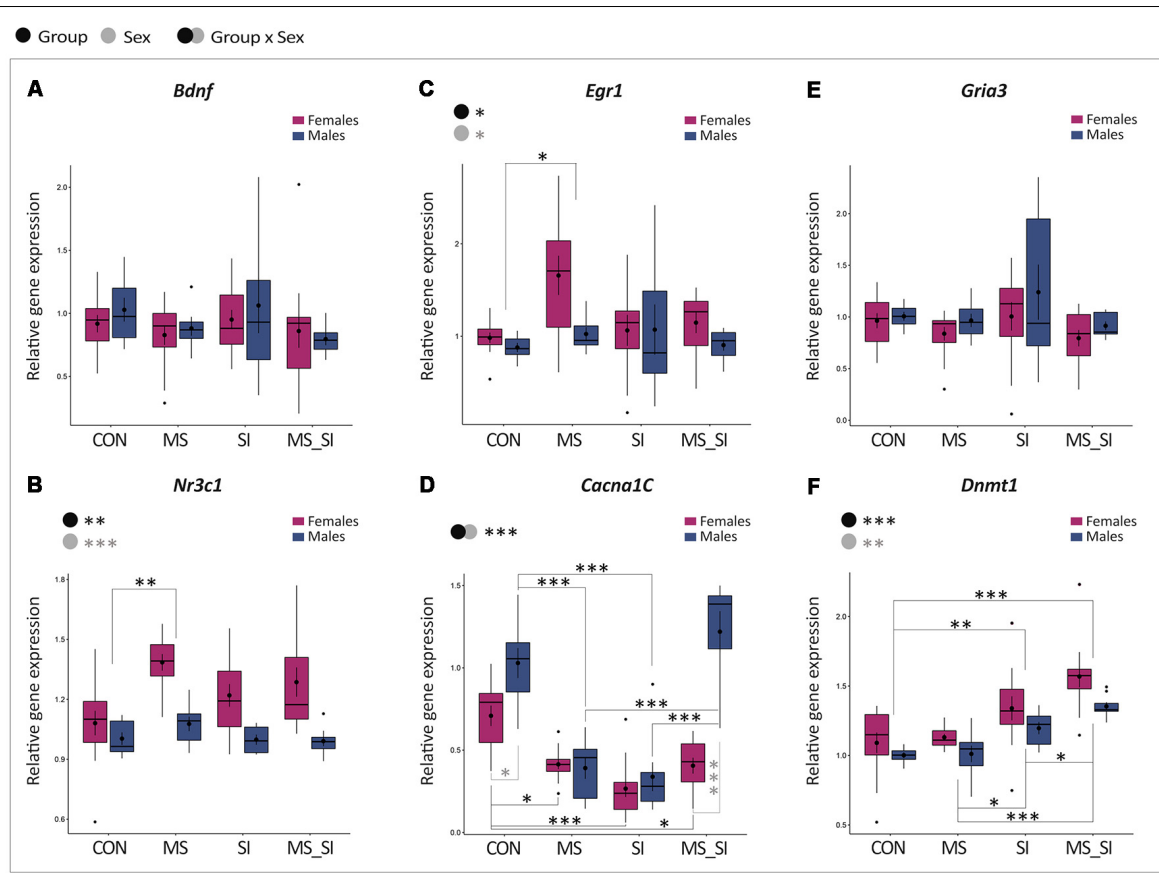 Group Sex Group x Sex
A Bdnf
Females
Males
Relative gene expression
2.0
1.5
1.0
0.5
CON MS SI MS_SI
C Egr1
*
*
Females
Males
*
Relative gene expression
2
1
CON MS SI MS_SI
E Gria3
Females
Males
Relative gene expression
2.0
1.5
1.0
0.5
0.0
CON MS SI MS_SI
B Nr3c1
**
***
Females
Males
**
Relative gene expression
1.8
1.5
1.2
0.9
0.6
CON MS SI MS_SI
D Cacna1C
***
Females
Males
***
***
***
***
*
***
*
***
*
Relative gene expression
1.5
1.0
0.5
0.0
CON MS SI MS_SI
F Dnmt1
***
**
Females
Males
***
**
*
*
***
Relative gene expression
2.0
1.5
1.0
0.5
CON MS SI MS_SI